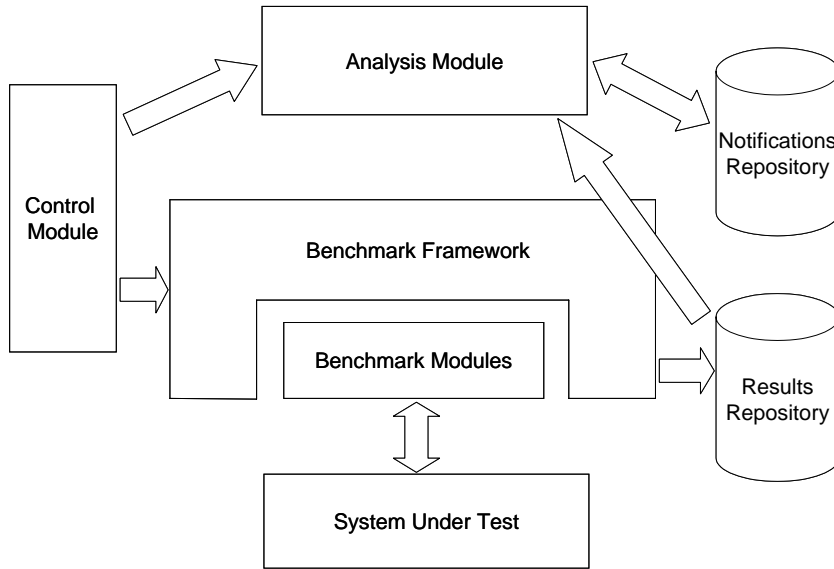 Analysis Module
Notifications
Repository
Control
Module
Benchmark Framework
Benchmark Modules
Results
Repository
System Under Test